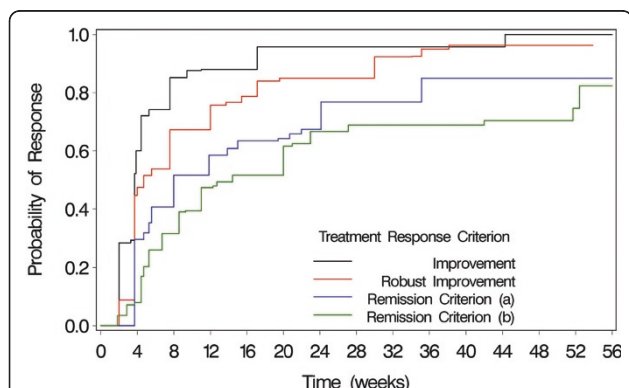 1.0
0.8
0.6
0.4
0.2
0.0
Probability of Response
Treatment Response Criterion
Improvement
Robust Improvement
Remission Criterion (a)
Remission Criterion (b)
0 4 8 12 16 20 24 28 32 36 40 44 48 52 56
Time (weeks)